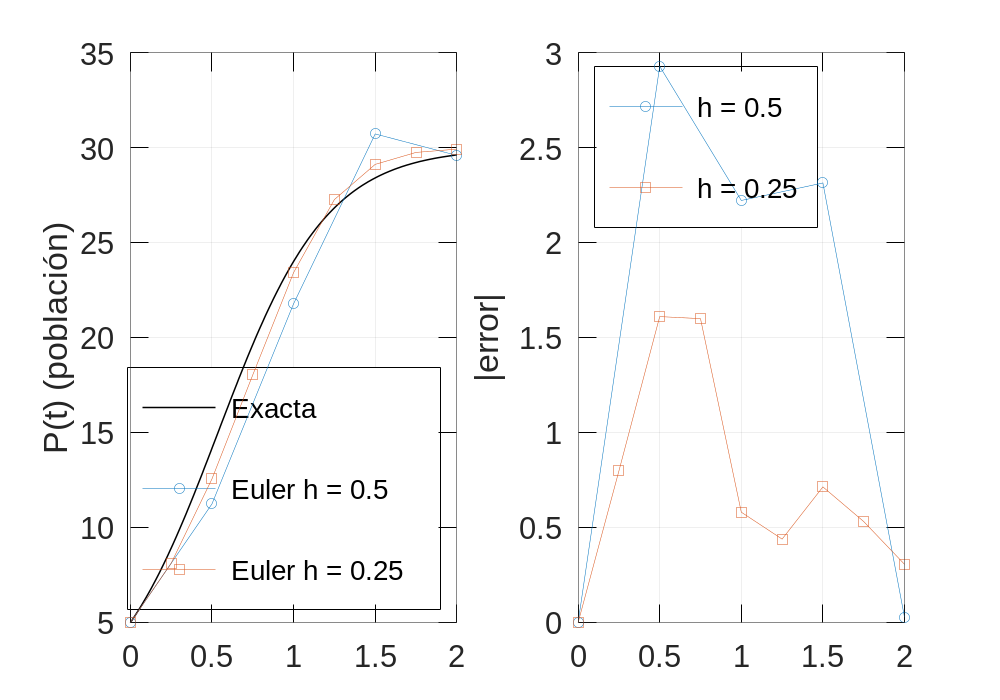 35
30
25
20
15
10
5
P(t) (población)
0 0.5 1 1.5 2
Exacta
Euler h = 0.5
Euler h = 0.25
3
2.5
2
1.5
1
0.5
0
|error|
0 0.5 1 1.5 2
h = 0.5
h = 0.25